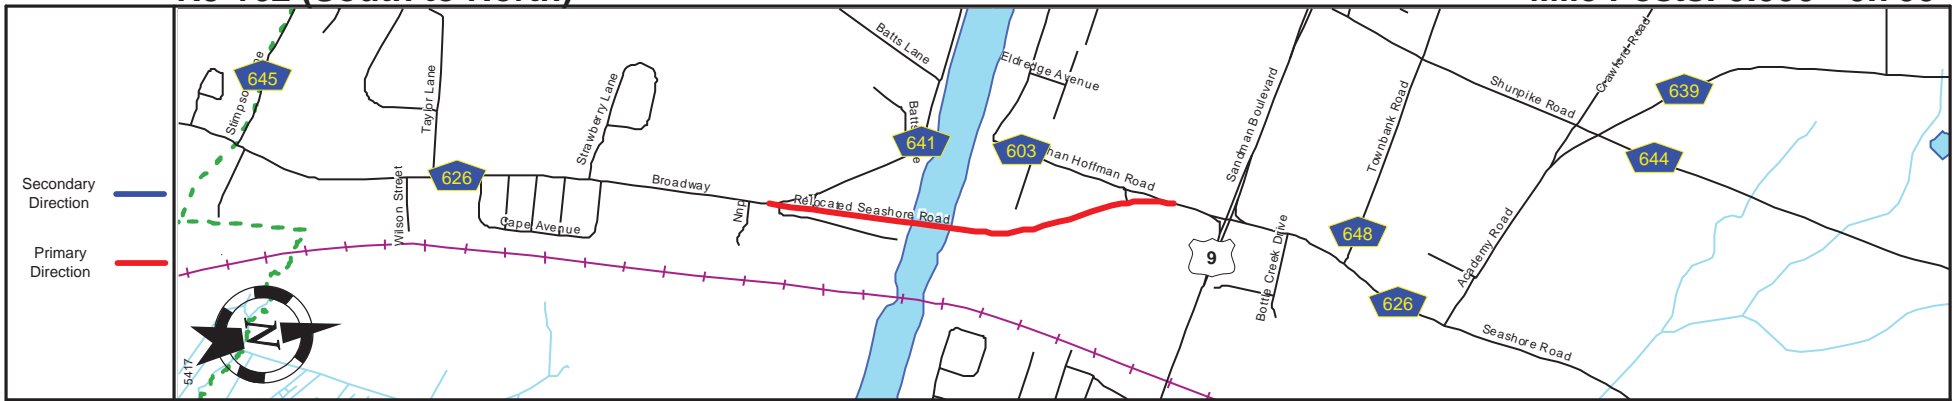 Secondary
Direction
Primary
Direction
645
Taylor Lane
Strawberry Lane
Batts Lane
641
Eldredge Avenue
603
Hoffman Road
Sandman Boulevard
Townbank Road
Shunpike Road
Crawford Road
639
644
626
Wilson Street
Cape Avenue
Broadway
Nnp
Relocated Seashore Road
9
Bottle Creek Drive
648
626
Academy Road
Seashore Road
N
5417